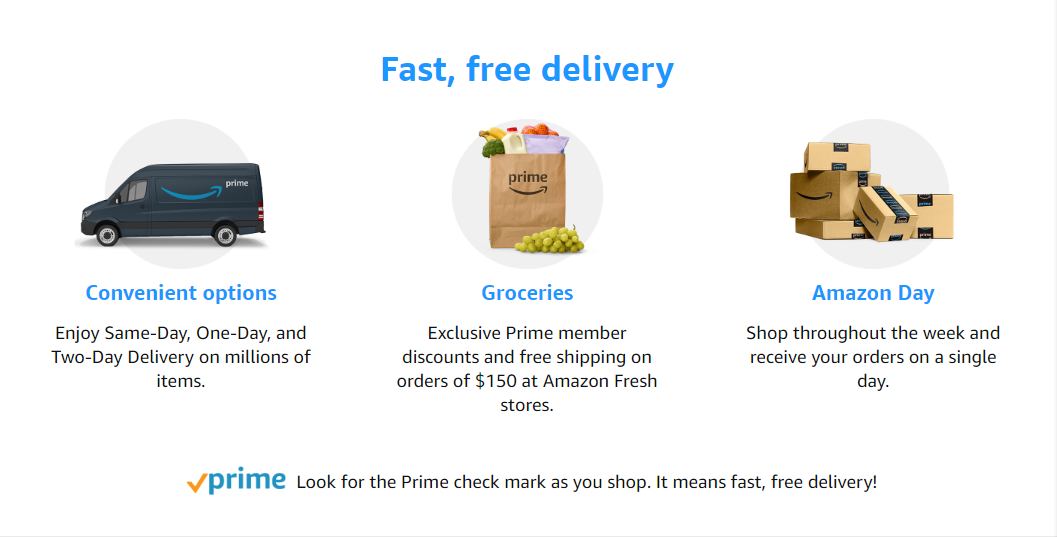 Fast, free delivery
prime
prime
Convenient options
Groceries
Amazon Day
Enjoy Same-Day, One-Day, and
Two-Day Delivery on millions of
items.
Exclusive Prime member
discounts and free shipping on
orders of $150 at Amazon Fresh
stores.
Shop throughout the week and
receive your orders on a single
day.
prime Look for the Prime check mark as you shop. It means fast, free delivery!